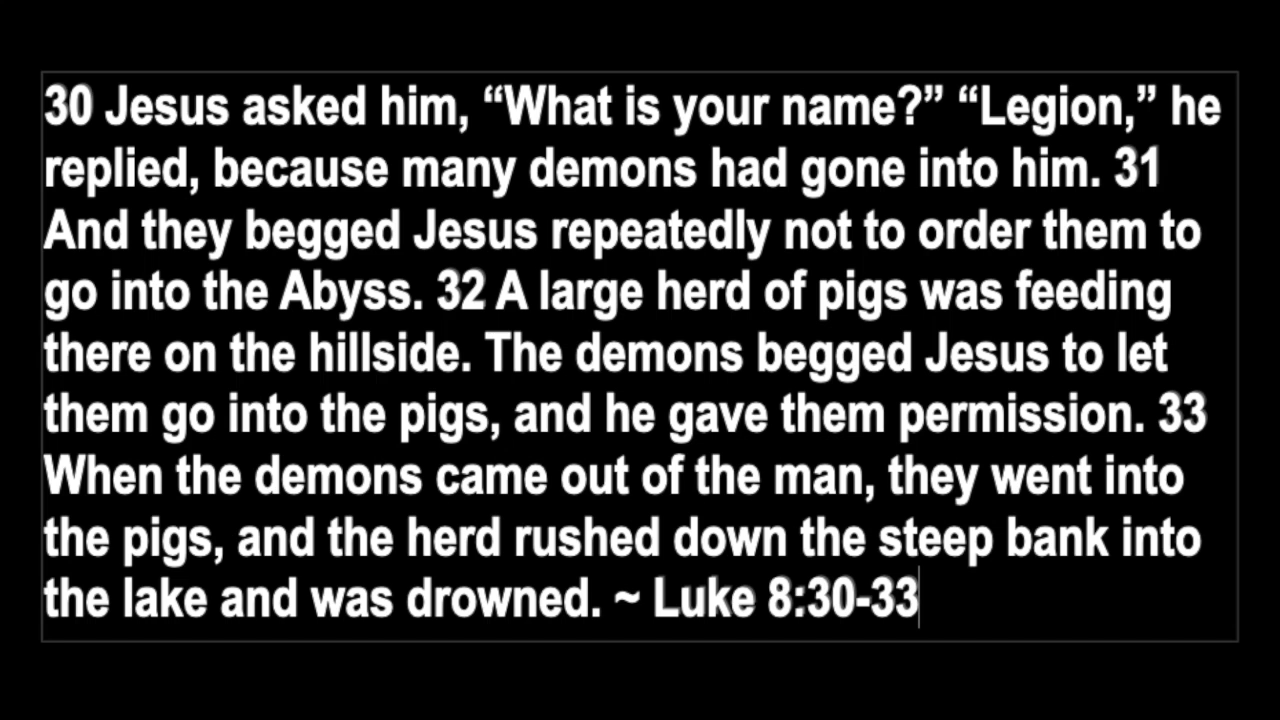 30 Jesus asked him, “What is your name?” “Legion,” he
replied, because many demons had gone into him. 31
And they begged Jesus repeatedly not to order them to
go into the Abyss. 32 A large herd of pigs was feeding
there on the hillside. The demons begged Jesus to let
them go into the pigs, and he gave them permission. 33
When the demons came out of the man, they went into
the pigs, and the herd rushed down the steep bank into
the lake and was drowned. ~ Luke 8:30-33